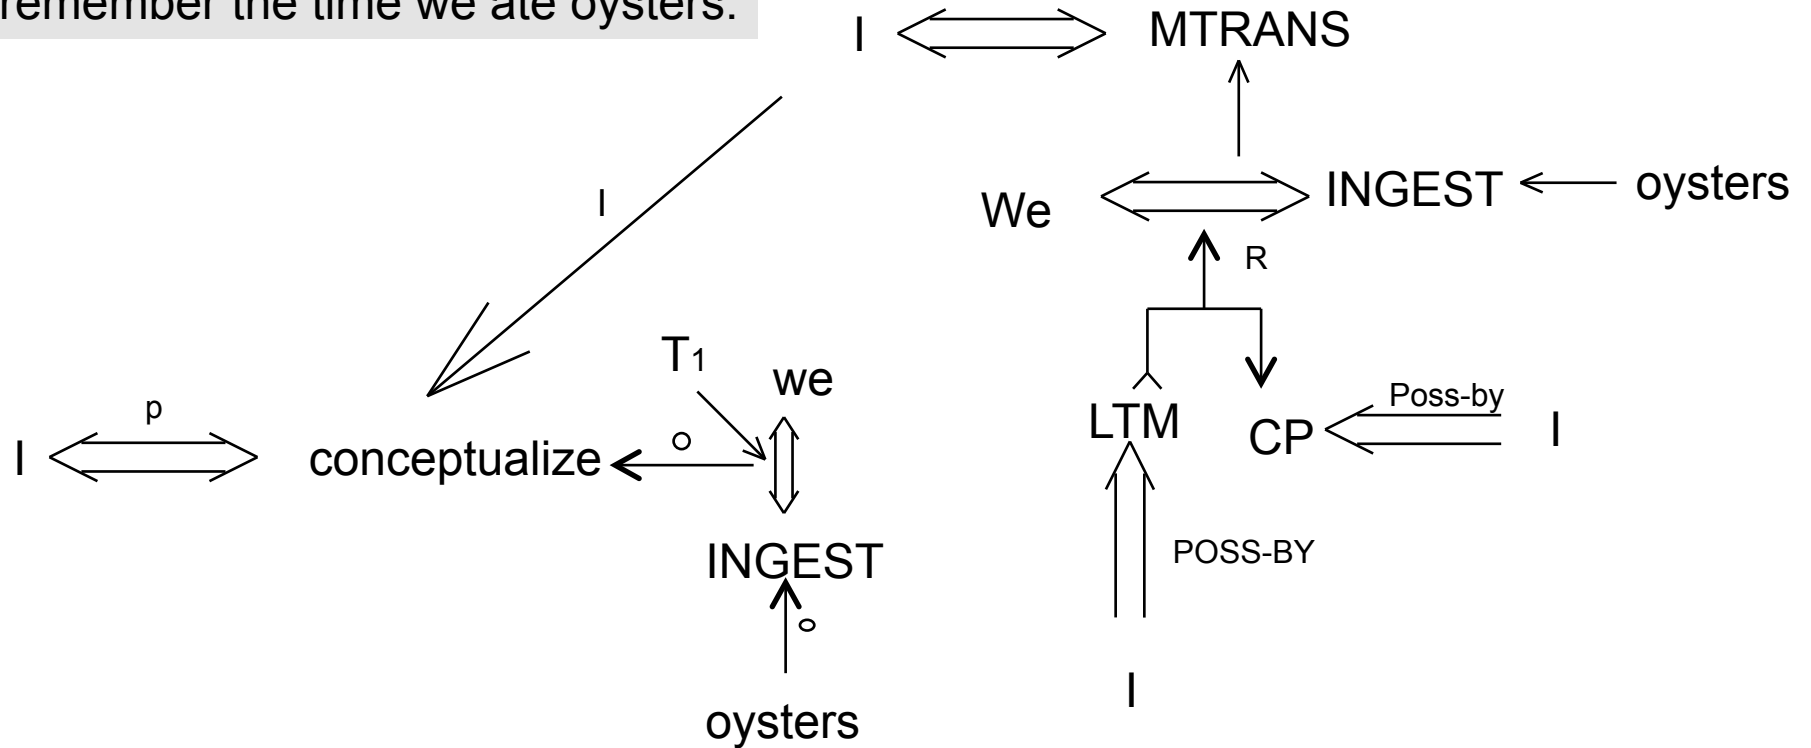 remember the time we ate oysters.
I MTRANS
I
We INGEST oysters
R
T1
we
p
LTM
Poss-by
CP I
I conceptualize o
INGEST
POSS-BY
o
I
oysters